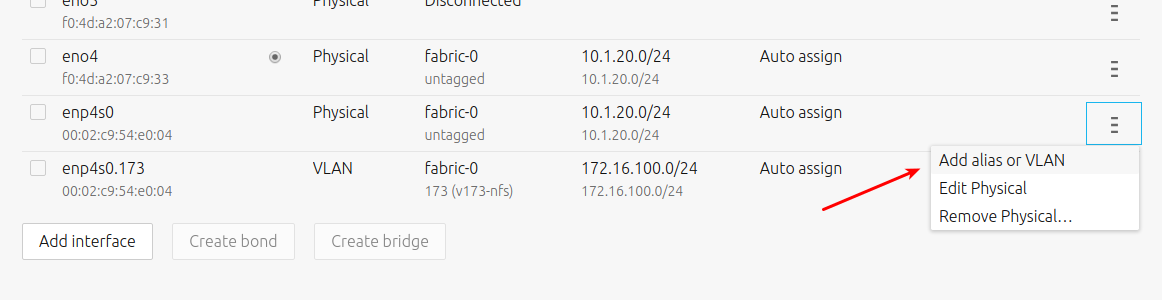 eno3 Physical Disconnected
f0:4d:a2:07:c9:31
eno4 Physical fabric-0 10.1.20.0/24 Auto assign
f0:4d:a2:07:c9:33 untagged 10.1.20.0/24
enp4s0 Physical fabric-0 10.1.20.0/24 Auto assign
00:02:c9:54:e0:04 untagged 10.1.20.0/24
enp4s0.173 VLAN fabric-0 172.16.100.0/24 Auto assign
00:02:c9:54:e0:04 173 (v173-nfs) 172.16.100.0/24
Add alias or VLAN
Edit Physical
Remove Physical...
Add interface Create bond Create bridge